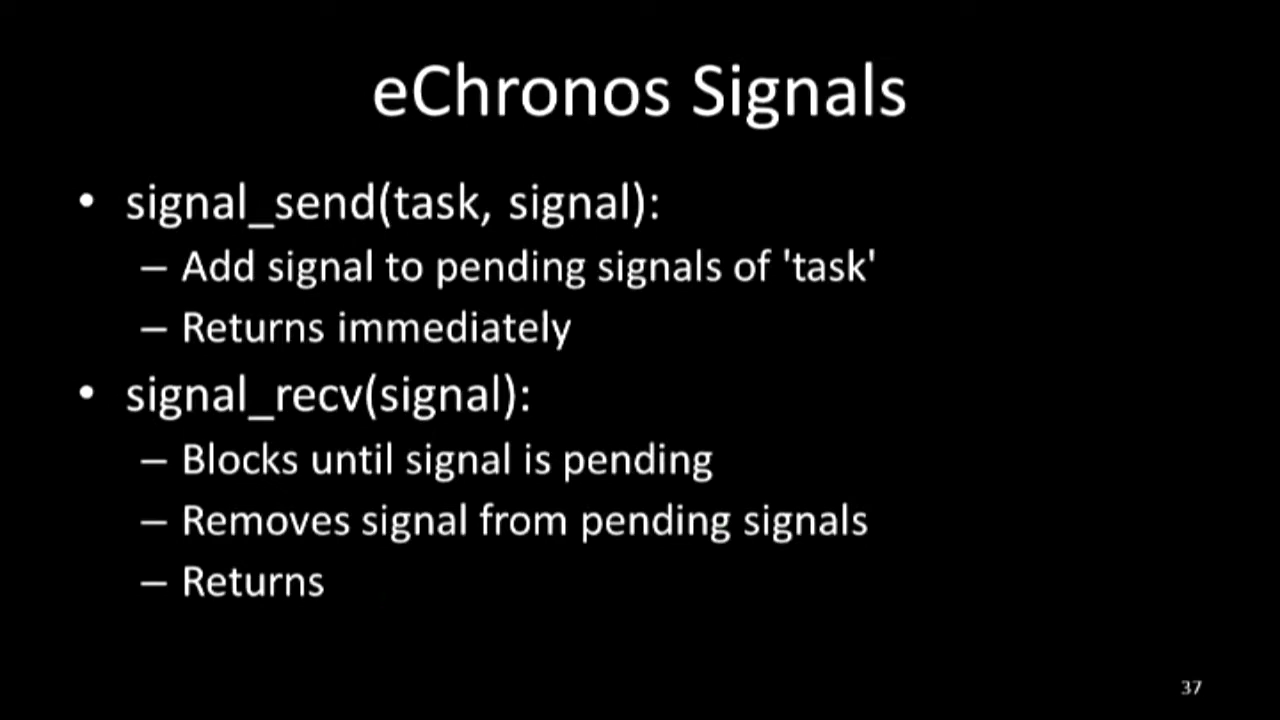 eChronos Signals
• signal_send(task, signal):
– Add signal to pending signals of 'task'
– Returns immediately
• signal_recv(signal):
– Blocks until signal is pending
– Removes signal from pending signals
– Returns
37